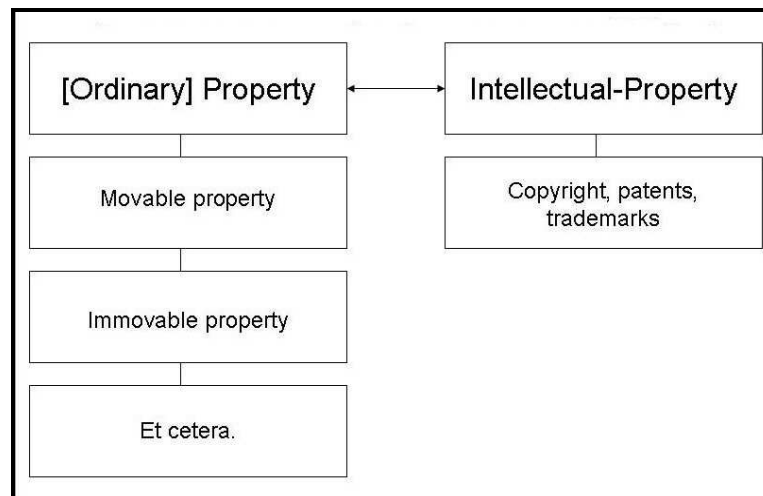 [Ordinary] Property
Intellectual-Property
Movable property
Copyright, patents,
trademarks
Immovable property
Et cetera.